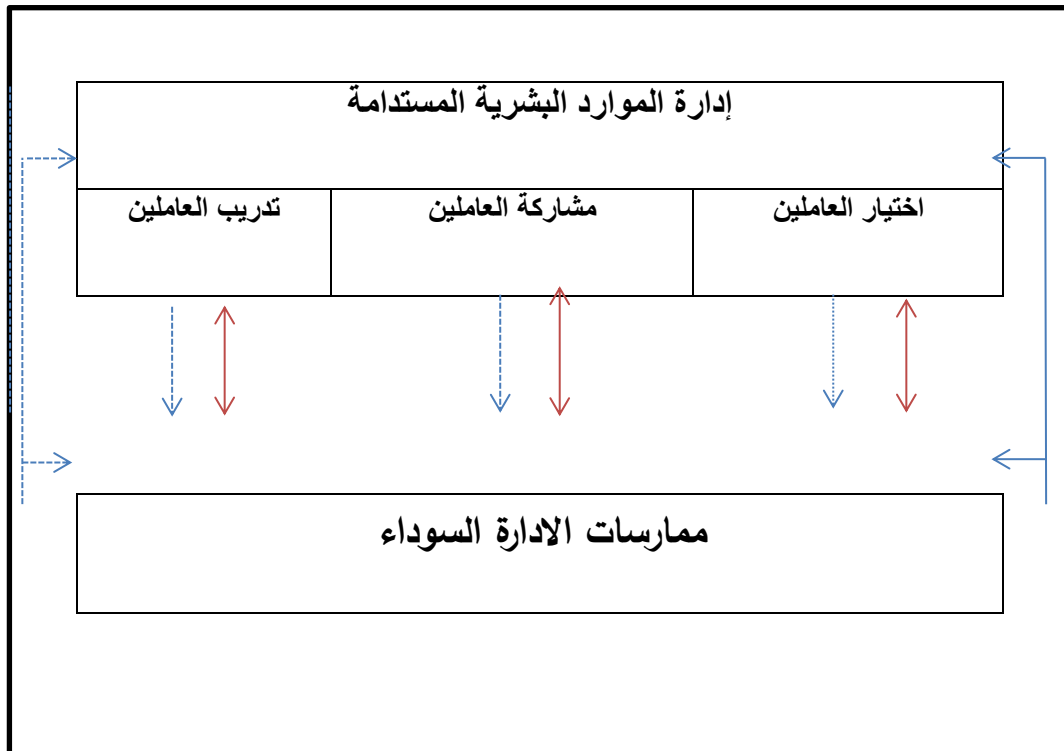 إدارة الموارد البشرية المستدامة
اختيار العاملين
مشاركة العاملين
تدريب العاملين
ممارسات الادارة السوداء